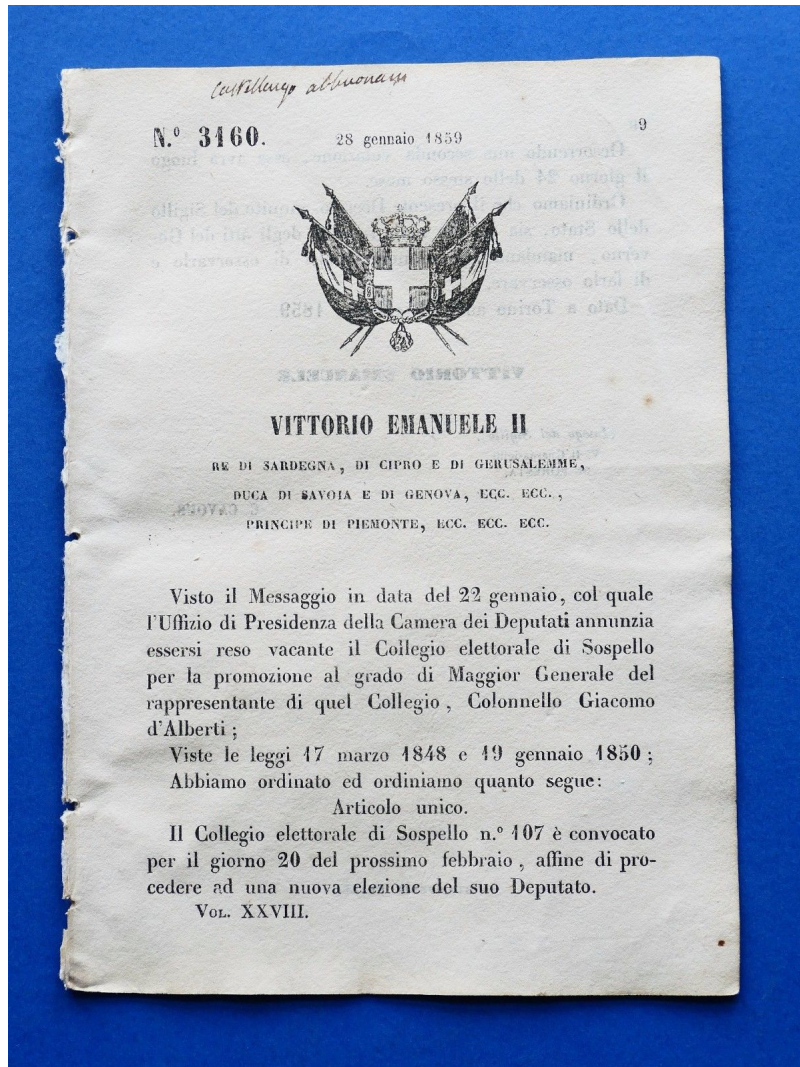 Castellengo abbuonam
9
N.º 3160.
28 gennaio 1859
VITTORIO EMANUELE II
RE DI SARDEGNA, DI CIPRO E DI GERUSALEMME,
DUCA DI SAVOIA E DI GENOVA, ECC. ECC.,
PRINCIPE DI PIEMONTE, ECC. ECC. ECC.
Visto il Messaggio in data del 22 gennaio, col quale
l'Uffizio di Presidenza della Camera dei Deputati annunzia
essersi reso vacante il Collegio elettorale di Sospello
per la promozione al grado di Maggior Generale del
rappresentante di quel Collegio, Colonnello Giacomo
d'Alberti;
Viste le leggi 17 marzo 1848 e 19 gennaio 1850;
Abbiamo ordinato ed ordiniamo quanto segue:
Articolo unico.
Il Collegio elettorale di Sospello n.º 107 è convocato
per il giorno 20 del prossimo febbraio, affine di pro-
cedere ad una nuova elezione del suo Deputato.
VOL. XXVIII.